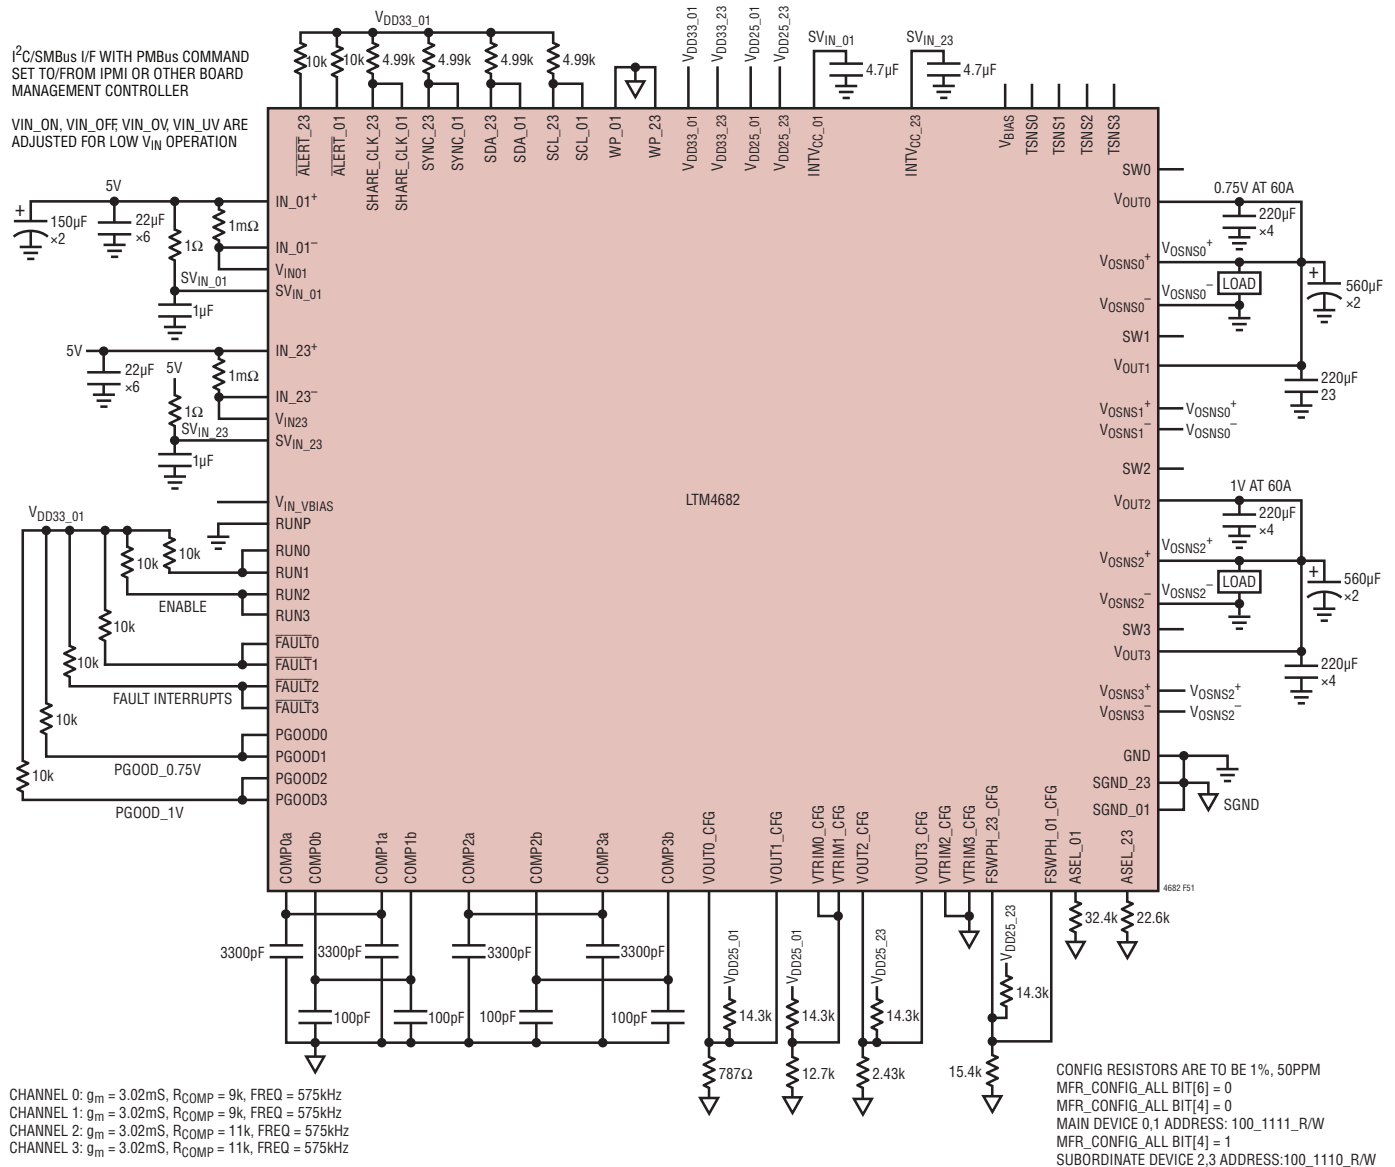 I2C/SMBus I/F WITH PMBus COMMAND
SET TO/FROM IPMI OR OTHER BOARD
MANAGEMENT CONTROLLER
VIN_ON, VIN_OFF, VIN_OV, VIN_UV ARE
ADJUSTED FOR LOW VIN OPERATION
VDD33_01
10k
10k
4.99k
4.99k
4.99k
4.99k
VDD33_01
VDD33_23
VDD25_01
VDD25_23
SVIN_01
4.7µF
SVIN_23
4.7µF
ALERT_23
ALERT_01
SHARE_CLK_23
SHARE_CLK_01
SYNC_23
SYNC_01
SDA_23
SDA_01
SCL_23
SCL_01
WP_01
WP_23
VDD33_01
VDD33_23
VDD25_01
VDD25_23
INTVCC_01
INTVCC_23
VBIAS
TSNS0
TSNS1
TSNS2
TSNS3
5V
150µF
×2
22µF
×6
1Ω
1mΩ
SVIN_01
1µF
5V
22µF
×6
5V
1Ω
1mΩ
SVIN_23
1µF
IN_01+
IN_01–
VIN01
SVIN_01
IN_23+
IN_23–
VIN23
SVIN_23
VIN_VBIAS
RUNP
RUN0
RUN1
RUN2
RUN3
FAULT0
FAULT1
FAULT2
FAULT3
PGOOD0
PGOOD1
PGOOD2
PGOOD3
VDD33_01
10k
10k
ENABLE
10k
10k
FAULT INTERRUPTS
10k
PGOOD_0.75V
10k
PGOOD_1V
LTM4682
SW0
VOUT0
VOSNS0+
VOSNS0–
SW1
VOUT1
VOSNS1+
VOSNS1–
SW2
VOUT2
VOSNS2+
VOSNS2–
SW3
VOUT3
VOSNS3+
VOSNS3–
GND
SGND_23
SGND_01
0.75V AT 60A
220µF
×4
VOSNS0+
LOAD
VOSNS0–
560µF
×2
220µF
23
VOSNS0+
VOSNS0–
1V AT 60A
220µF
×4
VOSNS2+
LOAD
VOSNS2–
560µF
×2
220µF
×4
VOSNS2+
VOSNS2–
SGND
COMP0a
COMP0b
COMP1a
COMP1b
COMP2a
COMP2b
COMP3a
COMP3b
VOUT0_CFG
VOUT1_CFG
VTRIM0_CFG
VTRIM1_CFG
VOUT2_CFG
VOUT3_CFG
VTRIM2_CFG
VTRIM3_CFG
FSWPH_23_CFG
FSWPH_01_CFG
ASEL_01
ASEL_23
4682 F51
3300pF
3300pF
3300pF
3300pF
100pF
100pF
100pF
100pF
VDD25_01
14.3k
787Ω
VDD25_01
14.3k
12.7k
VDD25_23
14.3k
2.43k
VDD25_23
14.3k
15.4k
32.4k
22.6k
CHANNEL 0: gm = 3.02mS, RCOMP = 9k, FREQ = 575kHz
CHANNEL 1: gm = 3.02mS, RCOMP = 9k, FREQ = 575kHz
CHANNEL 2: gm = 3.02mS, RCOMP = 11k, FREQ = 575kHz
CHANNEL 3: gm = 3.02mS, RCOMP = 11k, FREQ = 575kHz
CONFIG RESISTORS ARE TO BE 1%, 50PPM
MFR_CONFIG_ALL BIT[6] = 0
MFR_CONFIG_ALL BIT[4] = 0
MAIN DEVICE 0,1 ADDRESS: 100_1111_R/W
MFR_CONFIG_ALL BIT[4] = 1
SUBORDINATE DEVICE 2,3 ADDRESS:100_1110_R/W